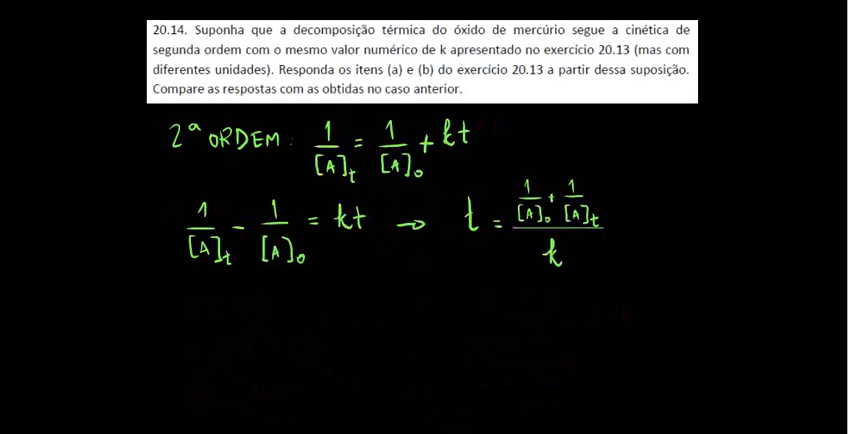 20.14. Suponha que a decomposição térmica do óxido de mercúrio segue a cinética de
segunda ordem com o mesmo valor numérico de k apresentado no exercício 20.13 (mas com
diferentes unidades). Responda os itens (a) e (b) do exercício 20.13 a partir dessa suposição.
Compare as respostas com as obtidas no caso anterior.
2ª ORDEM: 1/[A]t = 1/[A]0 + kt
1/[A]t - 1/[A]0 = kt → t = (1/[A]0 + 1/[A]t)/k